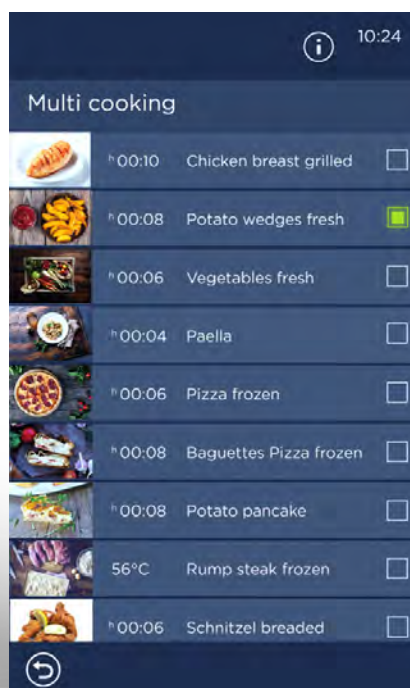 10:24
Multi cooking
h 00:10 Chicken breast grilled
h 00:08 Potato wedges fresh
h 00:06 Vegetables fresh
h 00:04 Paella
h 00:06 Pizza frozen
h 00:08 Baguettes Pizza frozen
h 00:08 Potato pancake
56°C Rump steak frozen
h 00:06 Schnitzel breaded